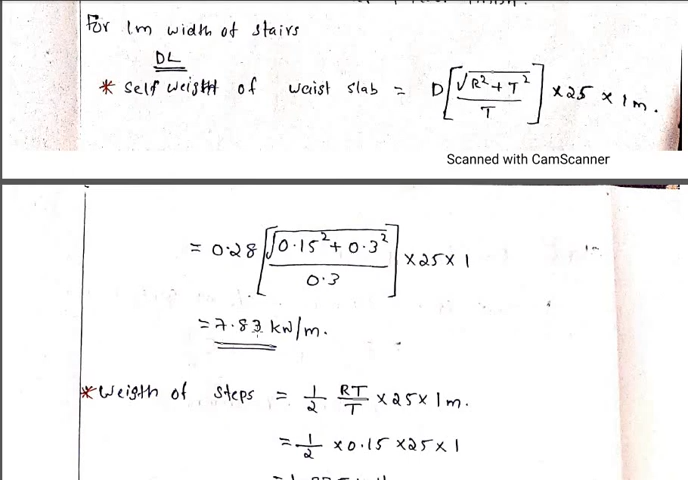 For 1m width of stairs
DL
* Self weight of waist slab = D[√R²+T² / T] × 25 × 1m.
Scanned with CamScanner
= 0.28[√0.15²+0.3² / 0.3] × 25 × 1
= 7.83 kN/m.
* Weigth of steps = 1/2 RT/T × 25 × 1m.
= 1/2 × 0.15 × 25 × 1